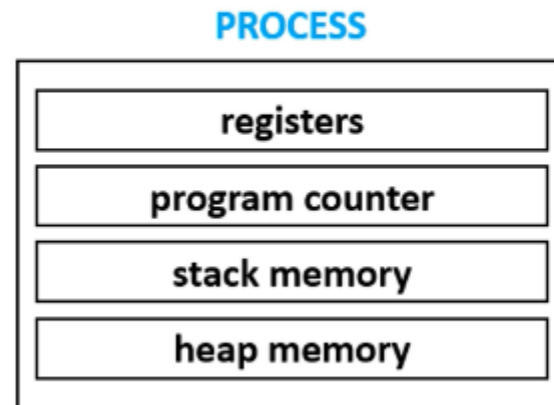 PROCESS
registers
program counter
stack memory
heap memory